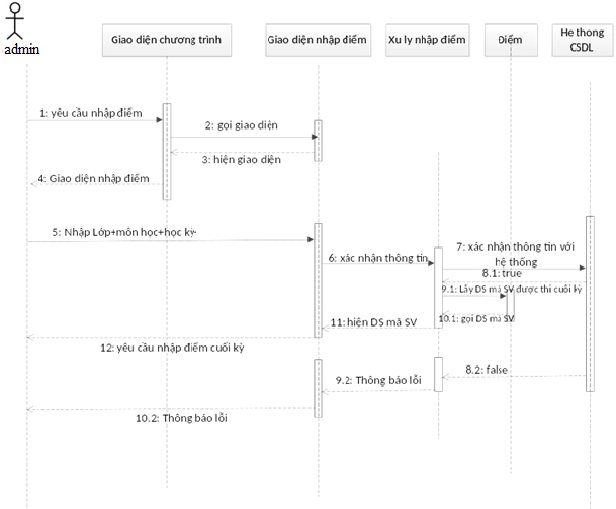 admin
Giao diện chương trình
Giao diện nhập điểm
Xu ly nhập điểm
Điểm
Hệ thống
CSDL
1: yêu cầu nhập điểm
2: gọi giao diện
3: hiện giao diện
4: Giao diện nhập điểm
5: Nhập Lớp+môn học+học kỳ
6: xác nhận thông tin
7: xác nhận thông tin với
hệ thống
8.1: true
9.1: Lấy DS mã SV được thi cuối kỳ
10.1: gọi DS mã SV
11: hiện DS mã SV
12: yêu cầu nhập điểm cuối kỳ
8.2: false
9.2: Thông báo lỗi
10.2: Thông báo lỗi